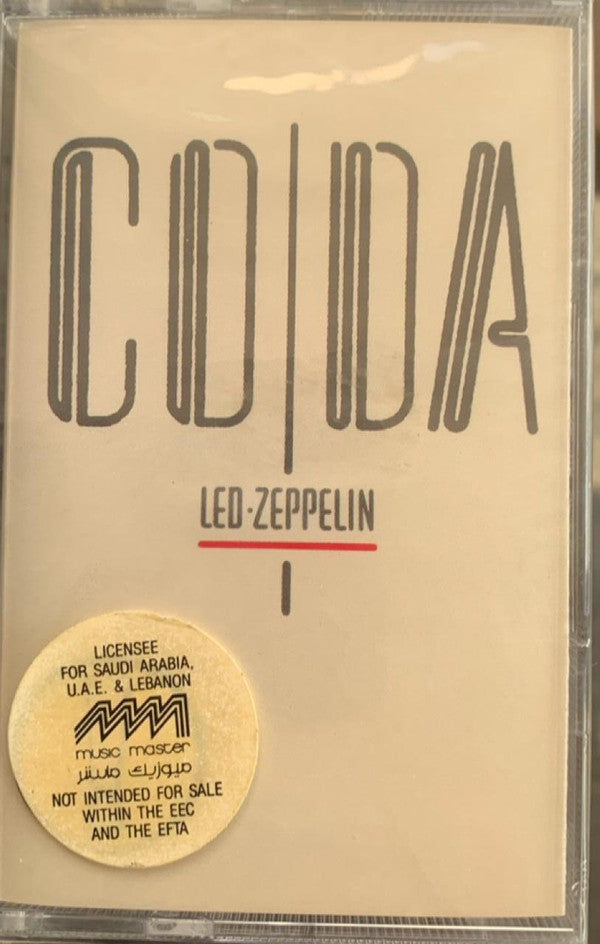 CODA
LED·ZEPPELIN
LICENSEE
FOR SAUDI ARABIA,
U.A.E. & LEBANON
MM
music master
ميوزيك ماستر
NOT INTENDED FOR SALE
WITHIN THE EEC
AND THE EFTA